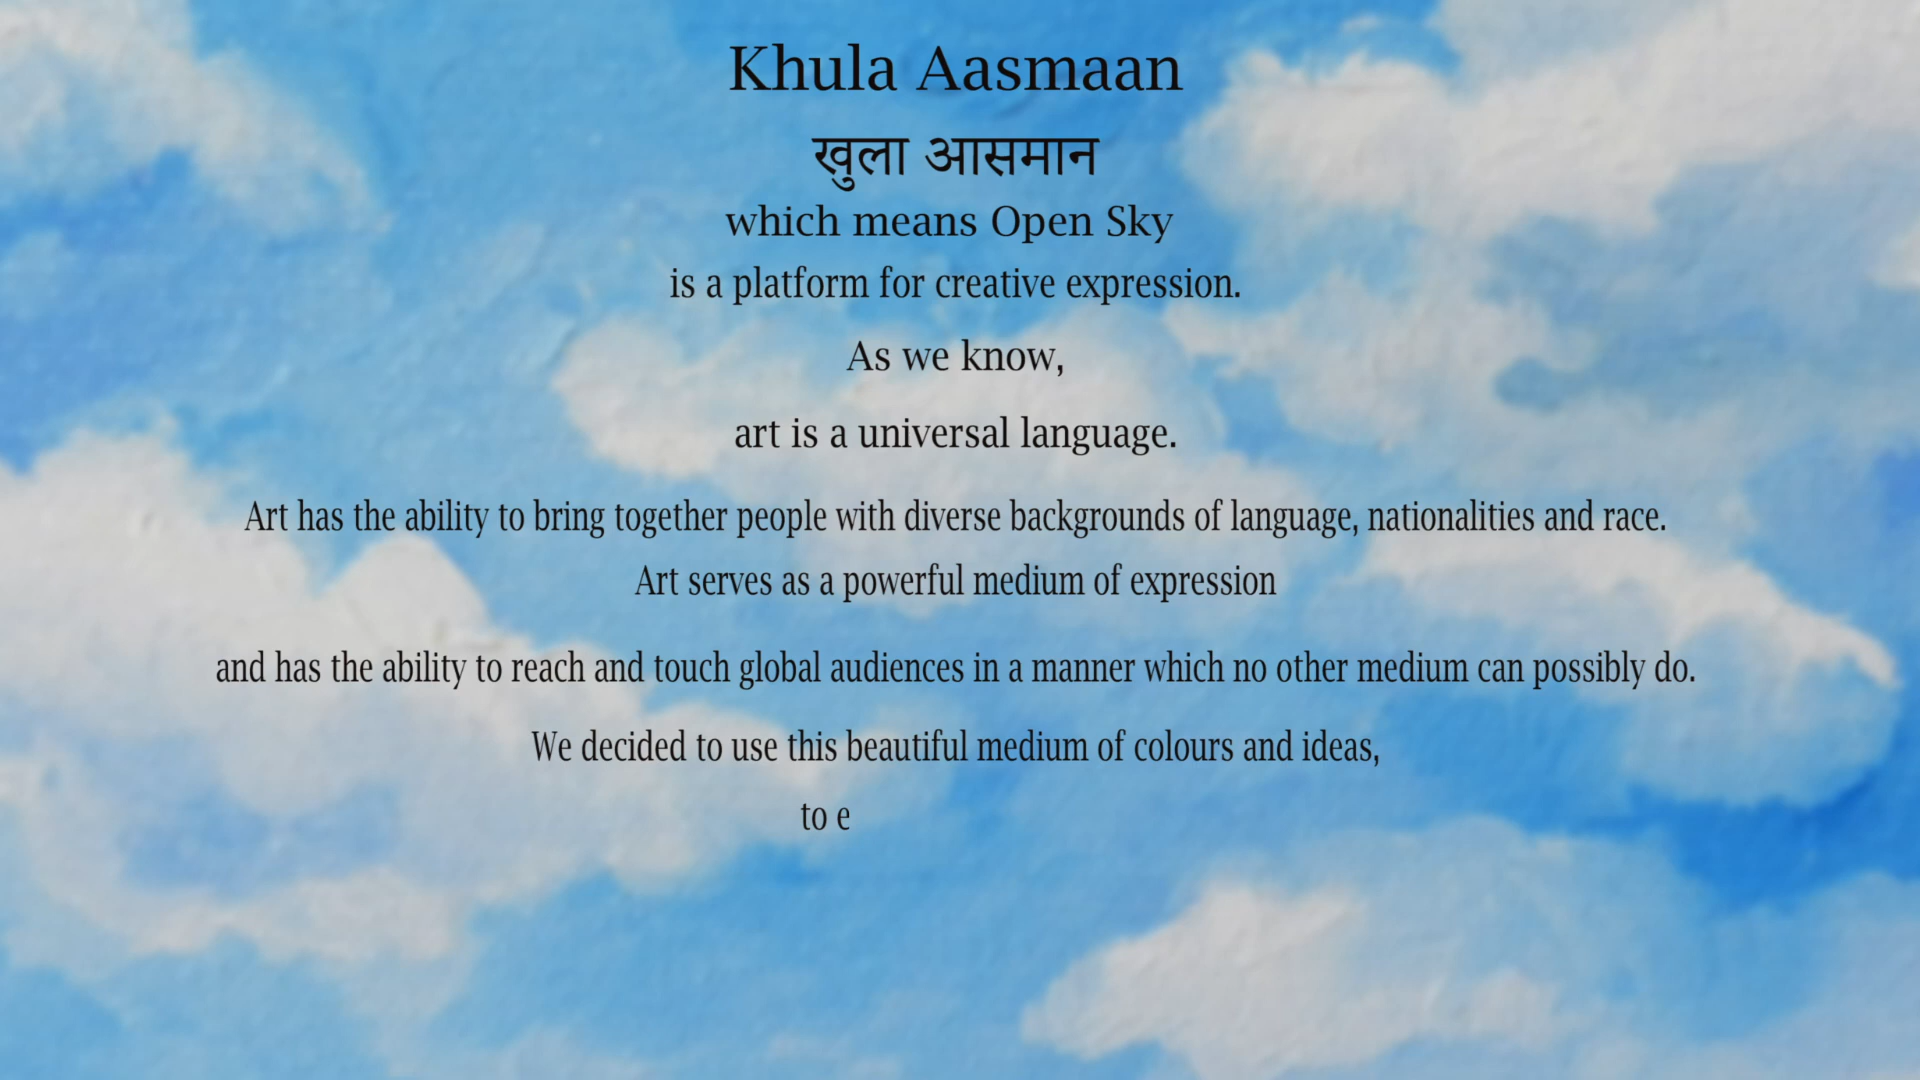 Khula Aasmaan
खुला आसमान
which means Open Sky
is a platform for creative expression.
As we know,
art is a universal language.
Art has the ability to bring together people with diverse backgrounds of language, nationalities and race.
Art serves as a powerful medium of expression
and has the ability to reach and touch global audiences in a manner which no other medium can possibly do.
We decided to use this beautiful medium of colours and ideas,
to e